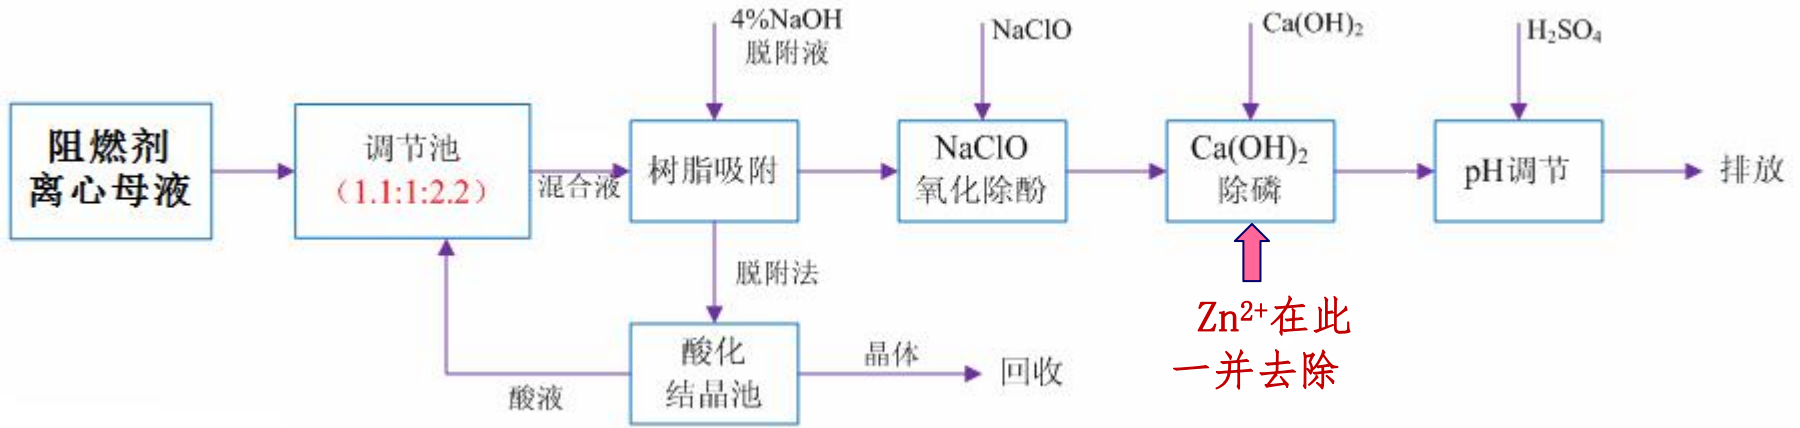 4%NaOH
脱附液
NaClO
Ca(OH)₂
H₂SO₄
阻燃剂
离心母液
调节池
（1.1:1:2.2）
混合液
树脂吸附
NaClO
氧化除酚
Ca(OH)₂
除磷
pH调节
排放
脱附法
Zn²⁺在此
一并去除
酸化
结晶池
酸液
晶体
回收